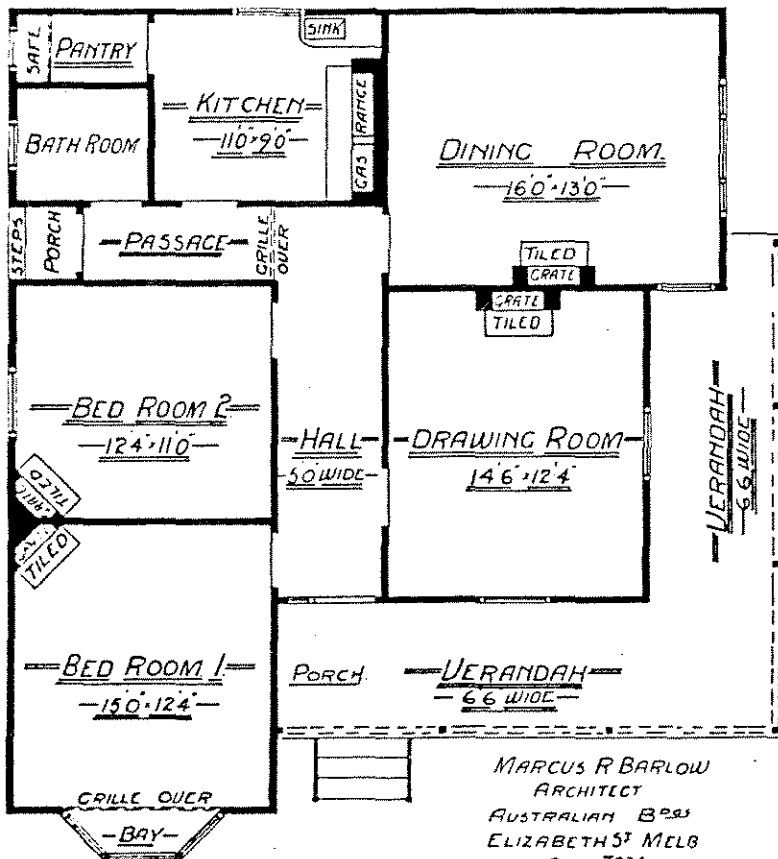 SINK
SAFE
PANTRY
KITCHEN
11'0" × 9'0"
GAS RANGE
BATH ROOM
DINING ROOM.
16'0" × 13'0"
STEPS
PORCH
PASSAGE
GRILLE
OVER
TILED
GRATE
GRATE
TILED
BED ROOM 2
12'4" × 11'0"
HALL
5'0" WIDE
DRAWING ROOM
14'6" × 12'4"
VERANDAH
6'6 WIDE
TILED
TILED
BED ROOM 1.
15'0" × 12'4"
PORCH
VERANDAH
6'6 WIDE
GRILLE OVER
BAY
MARCUS R BARLOW
ARCHITECT
AUSTRALIAN
ELIZABETH ST MELB